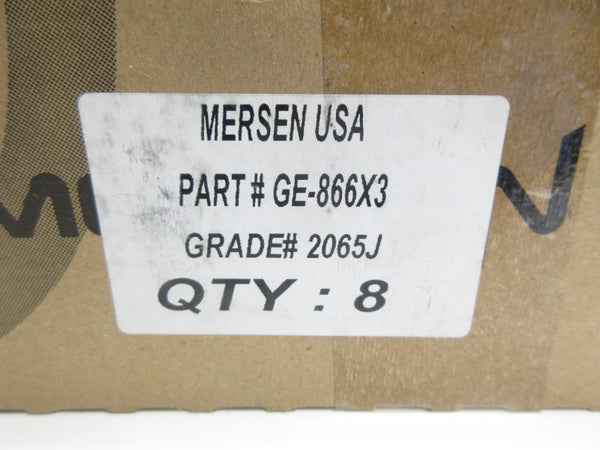 MERSEN USA
PART # GE-866X3
GRADE# 2065J
QTY : 8